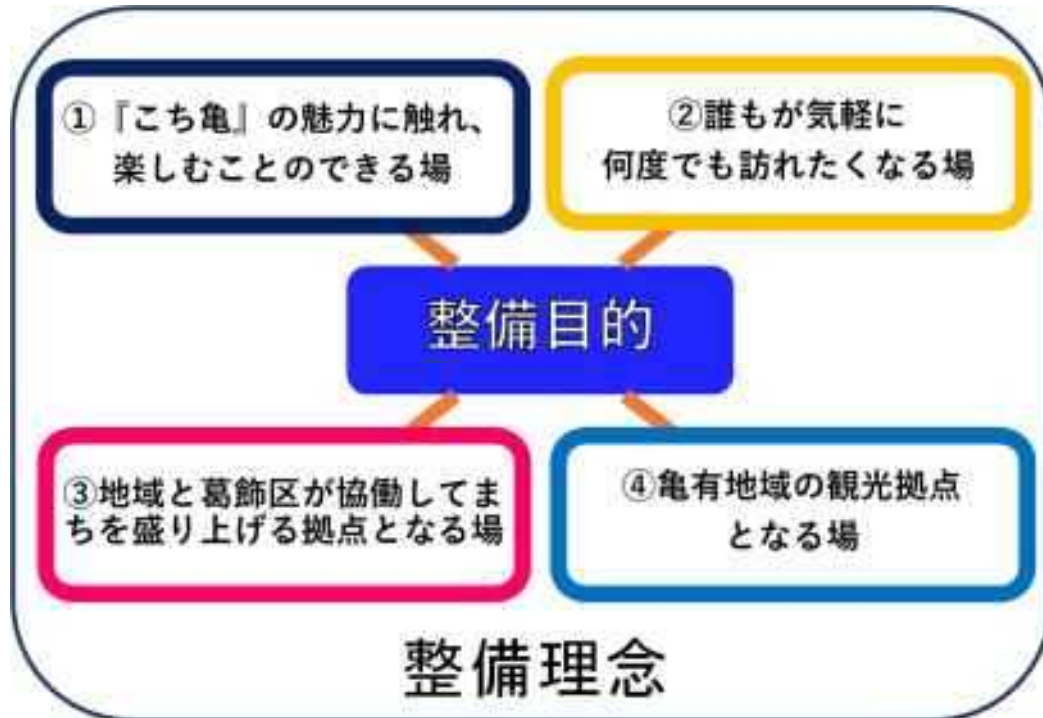 ①『こち亀』の魅力に触れ、
楽しむことのできる場
②誰もが気軽に
何度でも訪れたくなる場
整備目的
③地域と葛飾区が協働してま
ちを盛り上げる拠点となる場
④亀有地域の観光拠点
となる場
整備理念